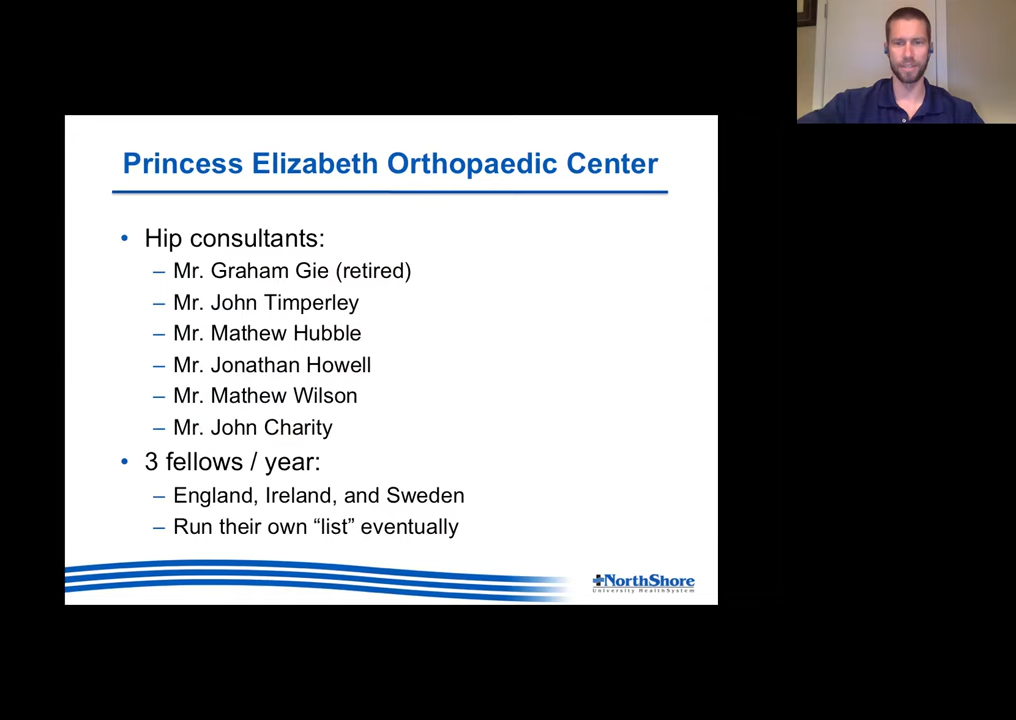 Princess Elizabeth Orthopaedic Center
• Hip consultants:
– Mr. Graham Gie (retired)
– Mr. John Timperley
– Mr. Mathew Hubble
– Mr. Jonathan Howell
– Mr. Mathew Wilson
– Mr. John Charity
• 3 fellows / year:
– England, Ireland, and Sweden
– Run their own “list” eventually
NorthShore
University HealthSystem